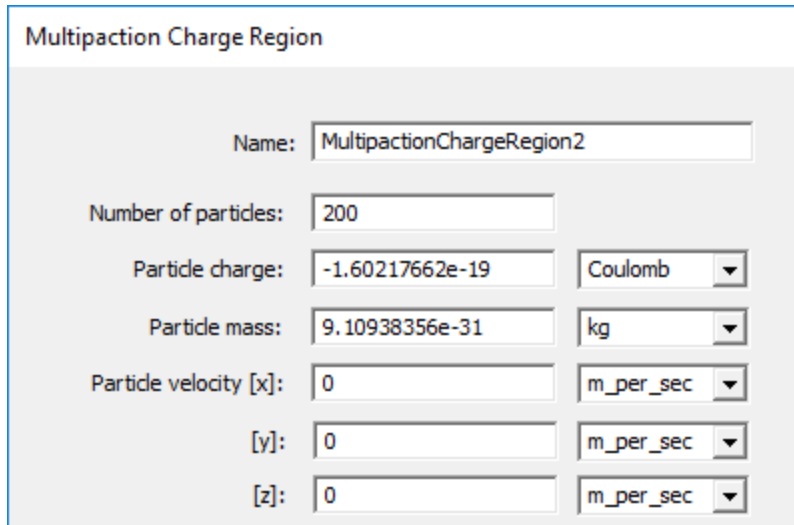 Multipaction Charge Region
Name: MultipactionChargeRegion2
Number of particles: 200
Particle charge: -1.60217662e-19 Coulomb
Particle mass: 9.10938356e-31 kg
Particle velocity [x]: 0 m_per_sec
[y]: 0 m_per_sec
[z]: 0 m_per_sec